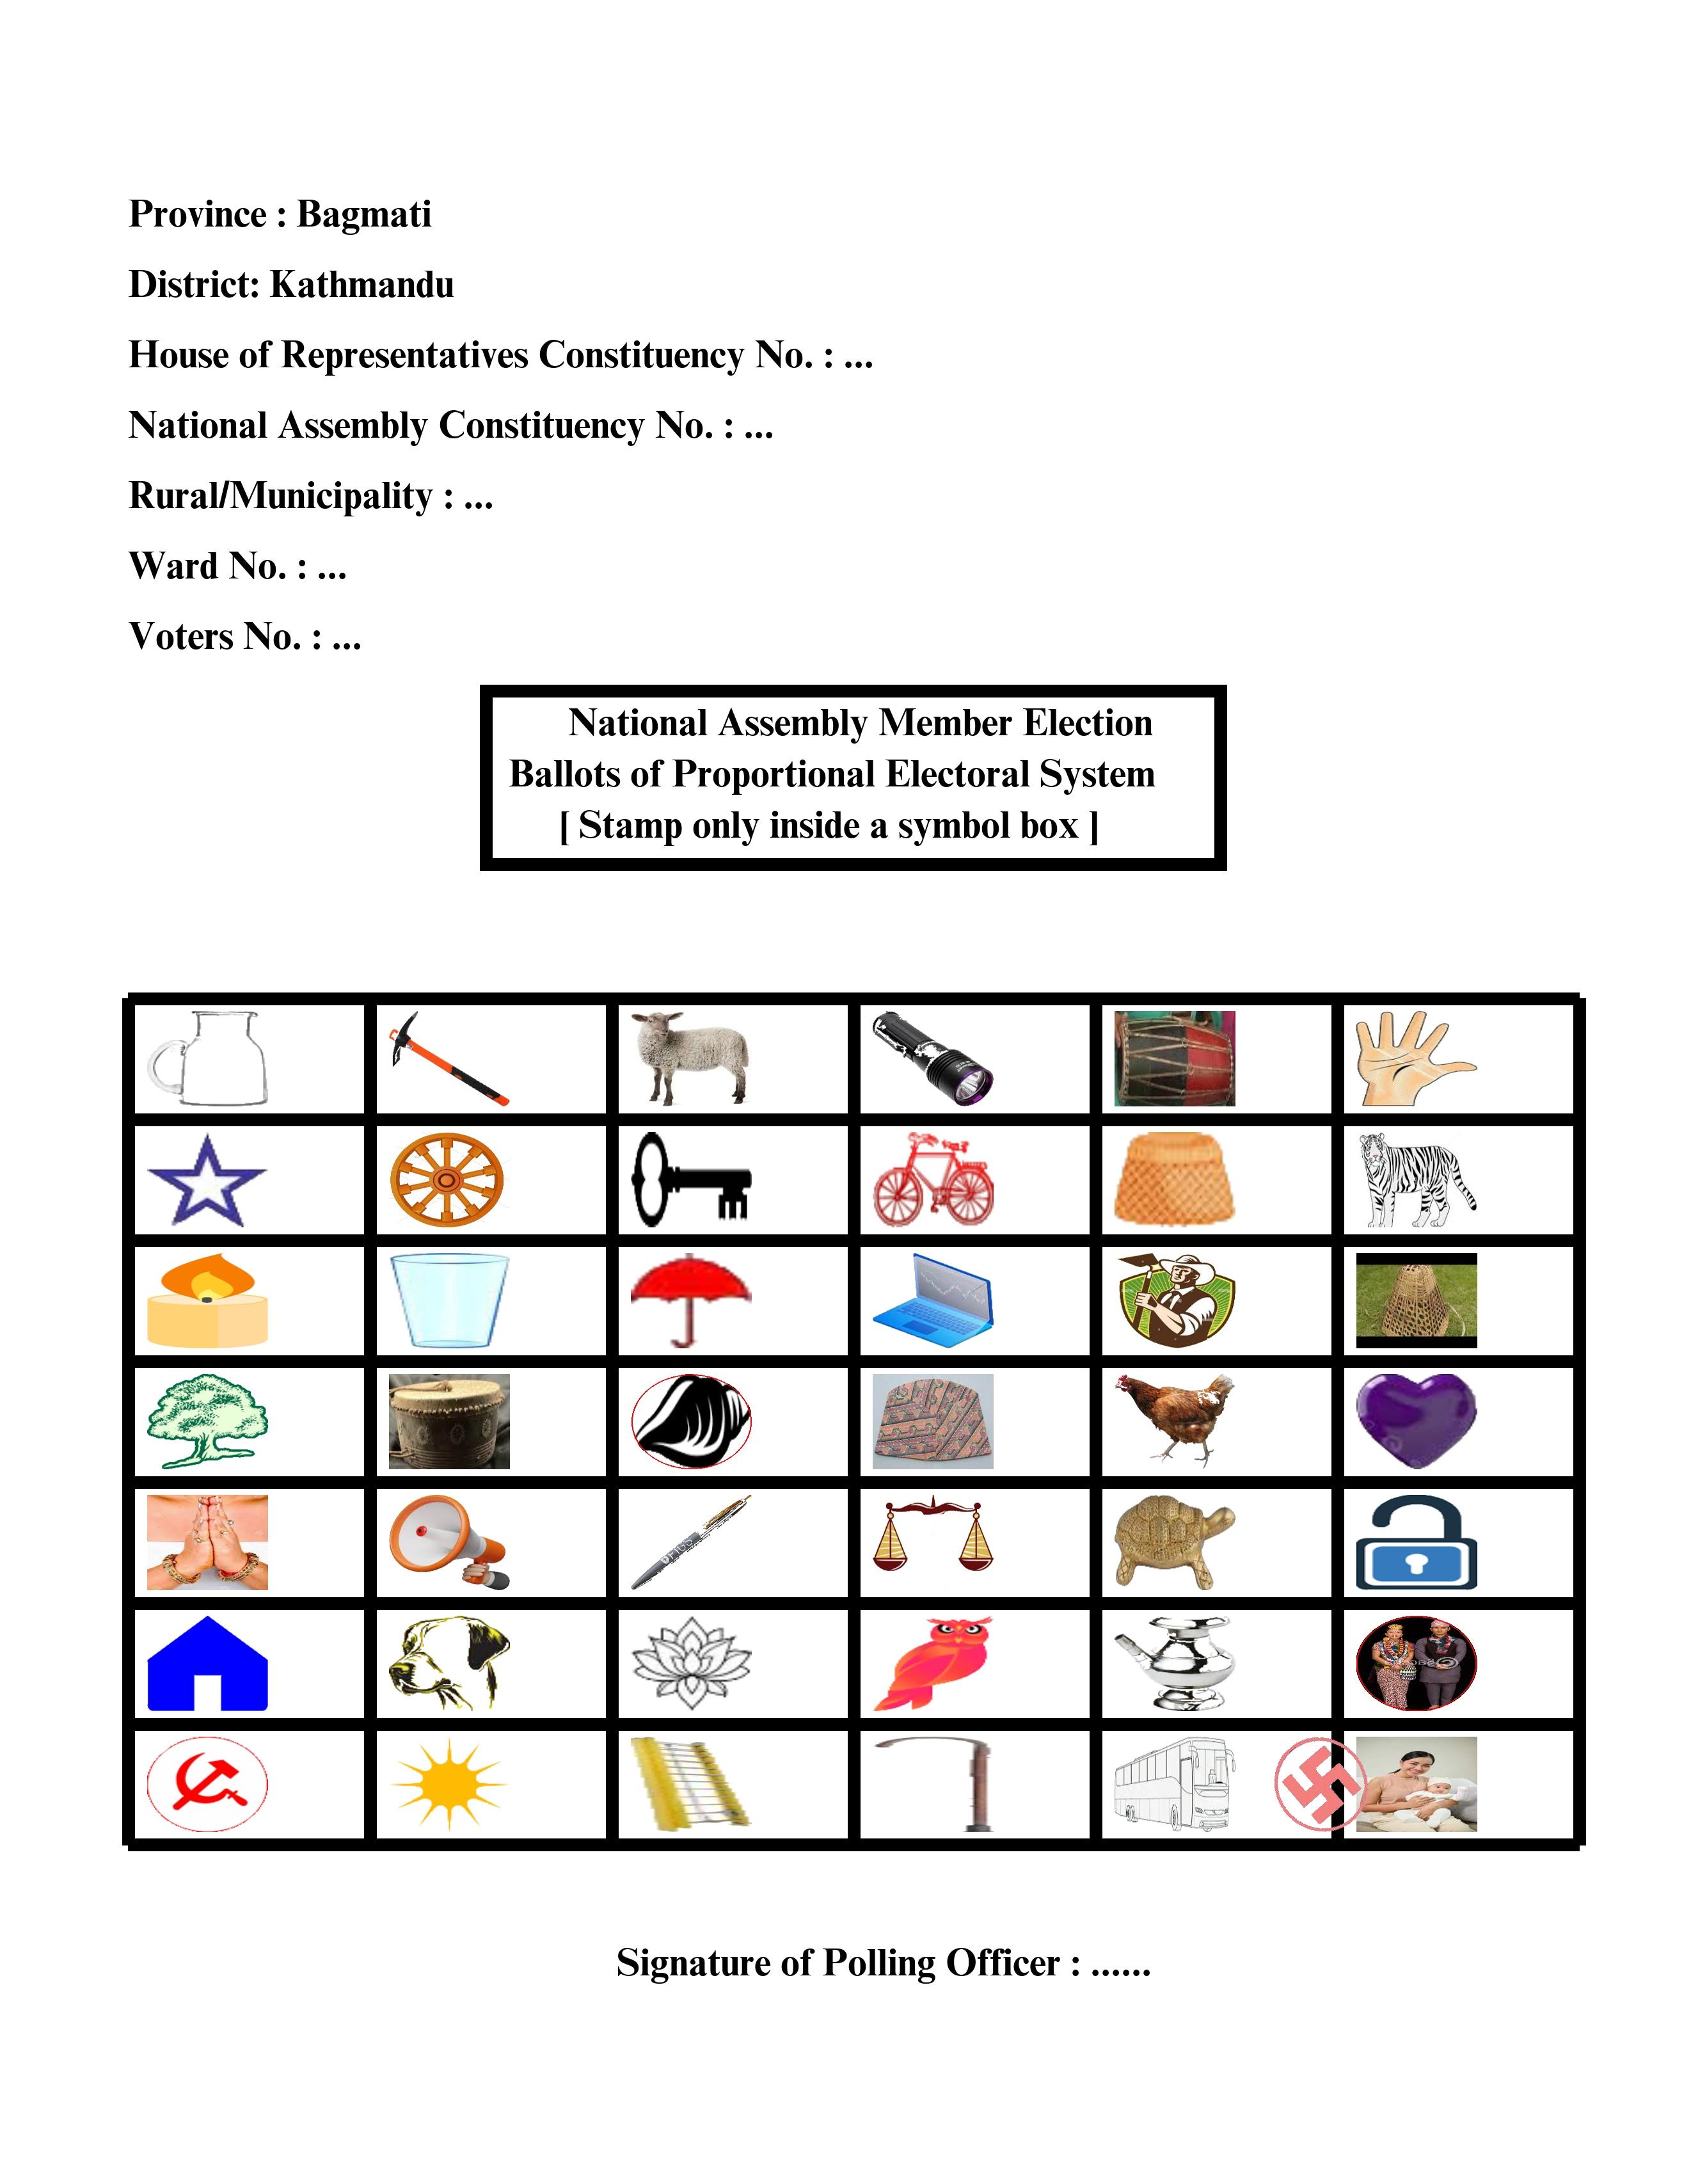 Province : Bagmati
District: Kathmandu
House of Representatives Constituency No. : ...
National Assembly Constituency No. : ...
Rural/Municipality : ...
Ward No. : ...
Voters No. : ...
National Assembly Member Election
Ballots of Proportional Electoral System
[ Stamp only inside a symbol box ]
Signature of Polling Officer : ......